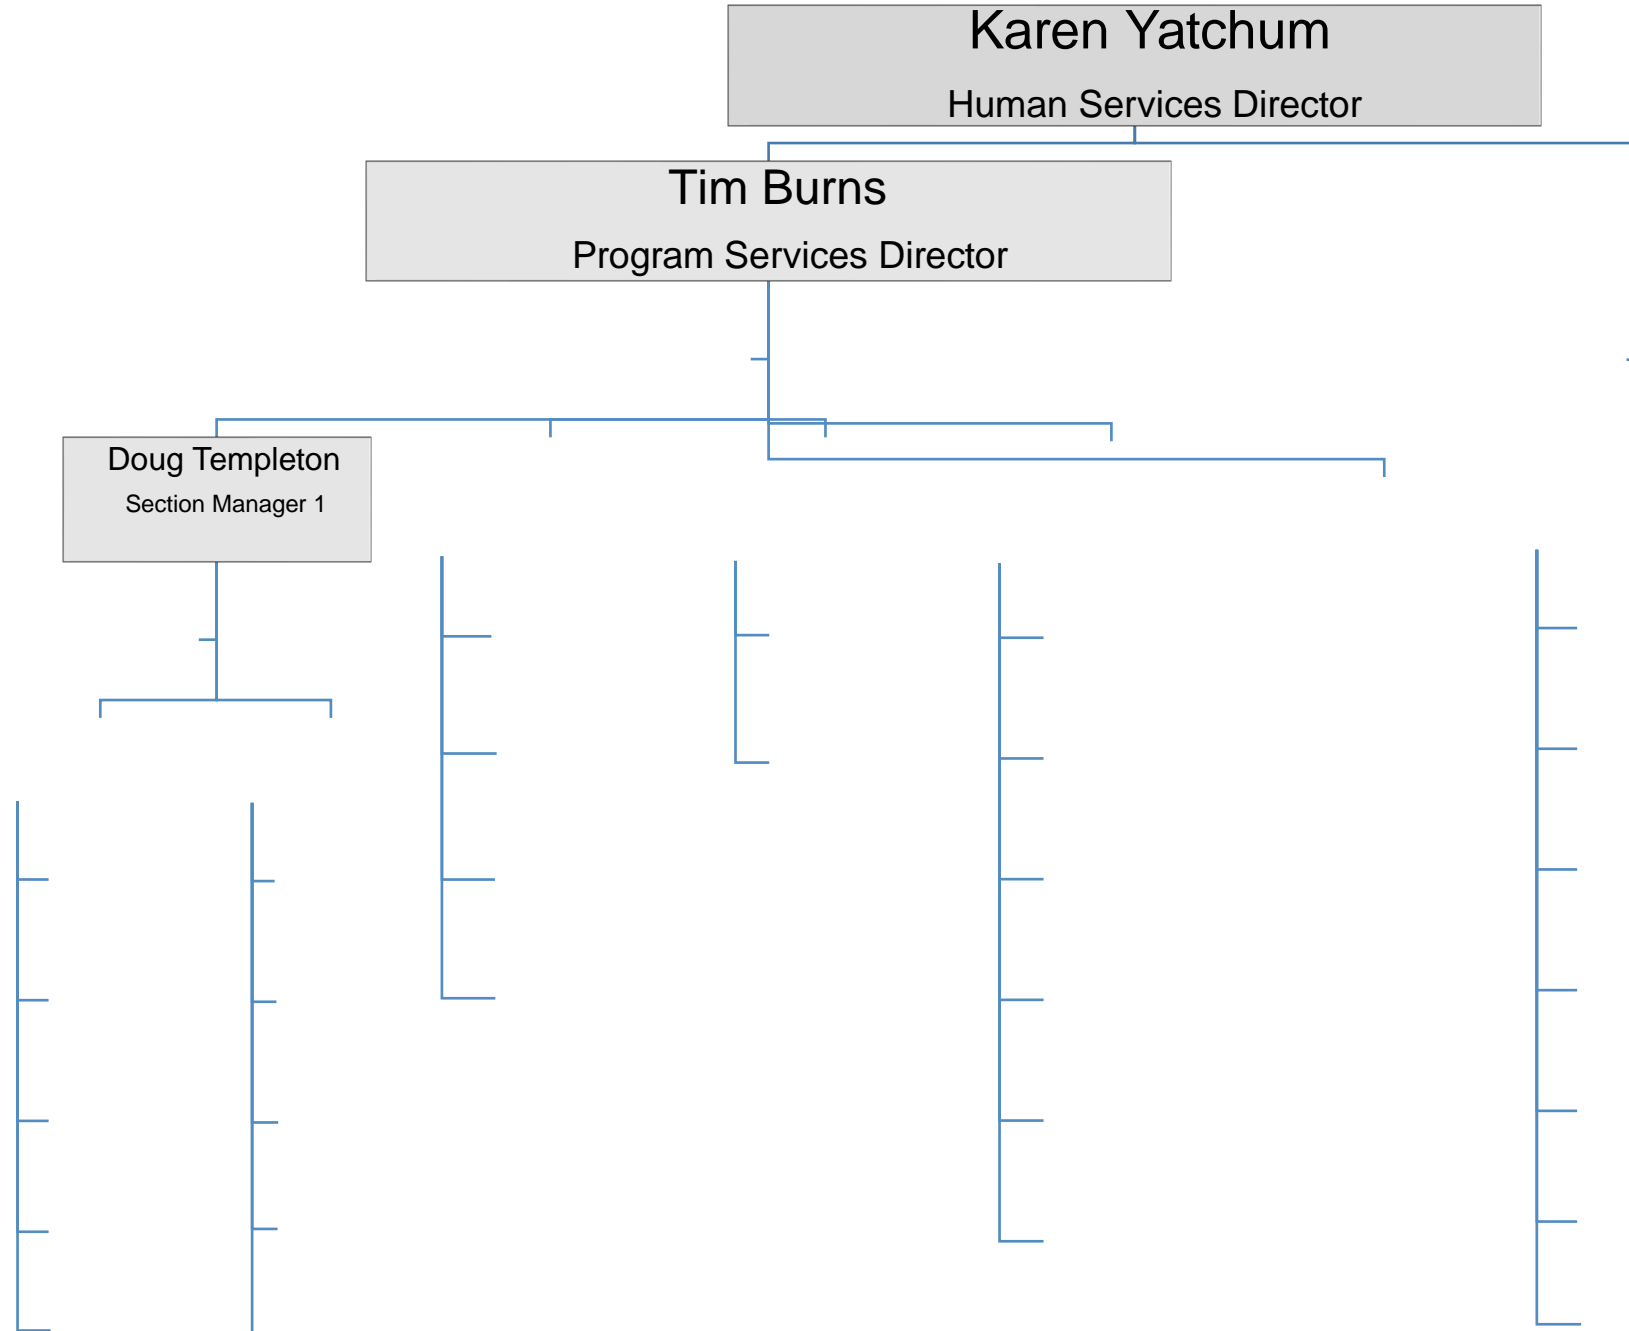 Karen Yatchum
Human Services Director
Tim Burns
Program Services Director
Doug Templeton
Section Manager 1